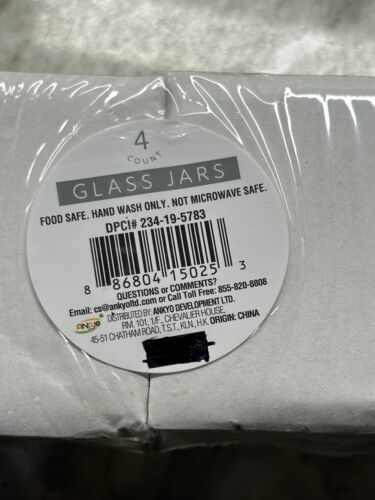 4
COUNT
GLASS JARS
FOOD SAFE. HAND WASH ONLY. NOT MICROWAVE SAFE.
DPCI# 234-19-5783
8 86804 15025 3
QUESTIONS or COMMENTS?
Email: cs@ankyoltd.com or Call Toll Free: 855-820-8808
ANKYO
DISTRIBUTED BY: ANKYO DEVELOPMENT LTD.
RM. 101, 1/F., CHEVALIER HOUSE,
45-51 CHATHAM ROAD, T.S.T., KLN., H.K. ORIGIN: CHINA